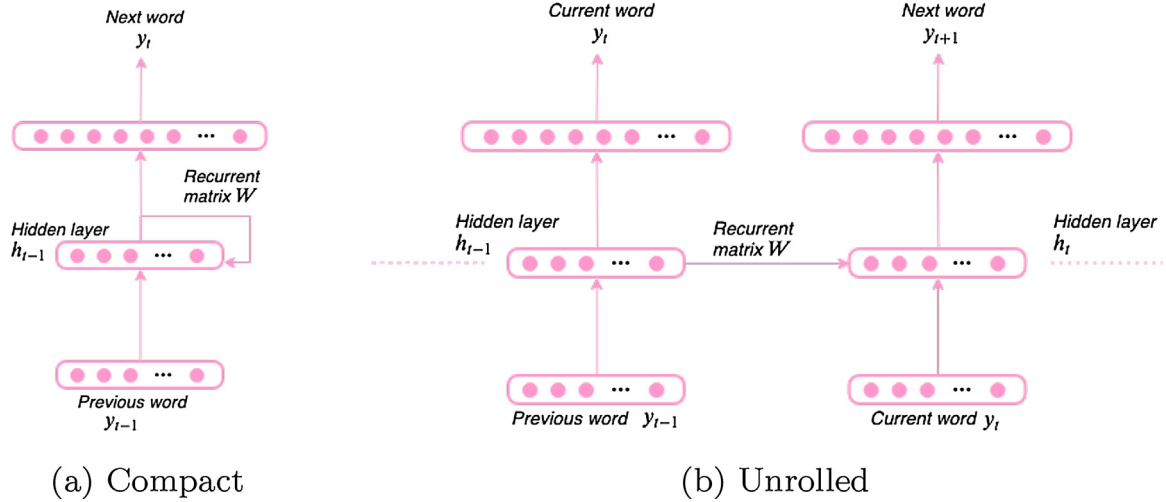 Next word
y_t
•••
Recurrent
matrix W
Hidden layer
h_{t-1}
•••
•••
Previous word
y_{t-1}
(a) Compact
Current word
y_t
Next word
y_{t+1}
•••
•••
Hidden layer
h_{t-1}
Recurrent
matrix W
Hidden layer
h_t
•••
•••
•••
•••
Previous word y_{t-1}
Current word y_t
(b) Unrolled